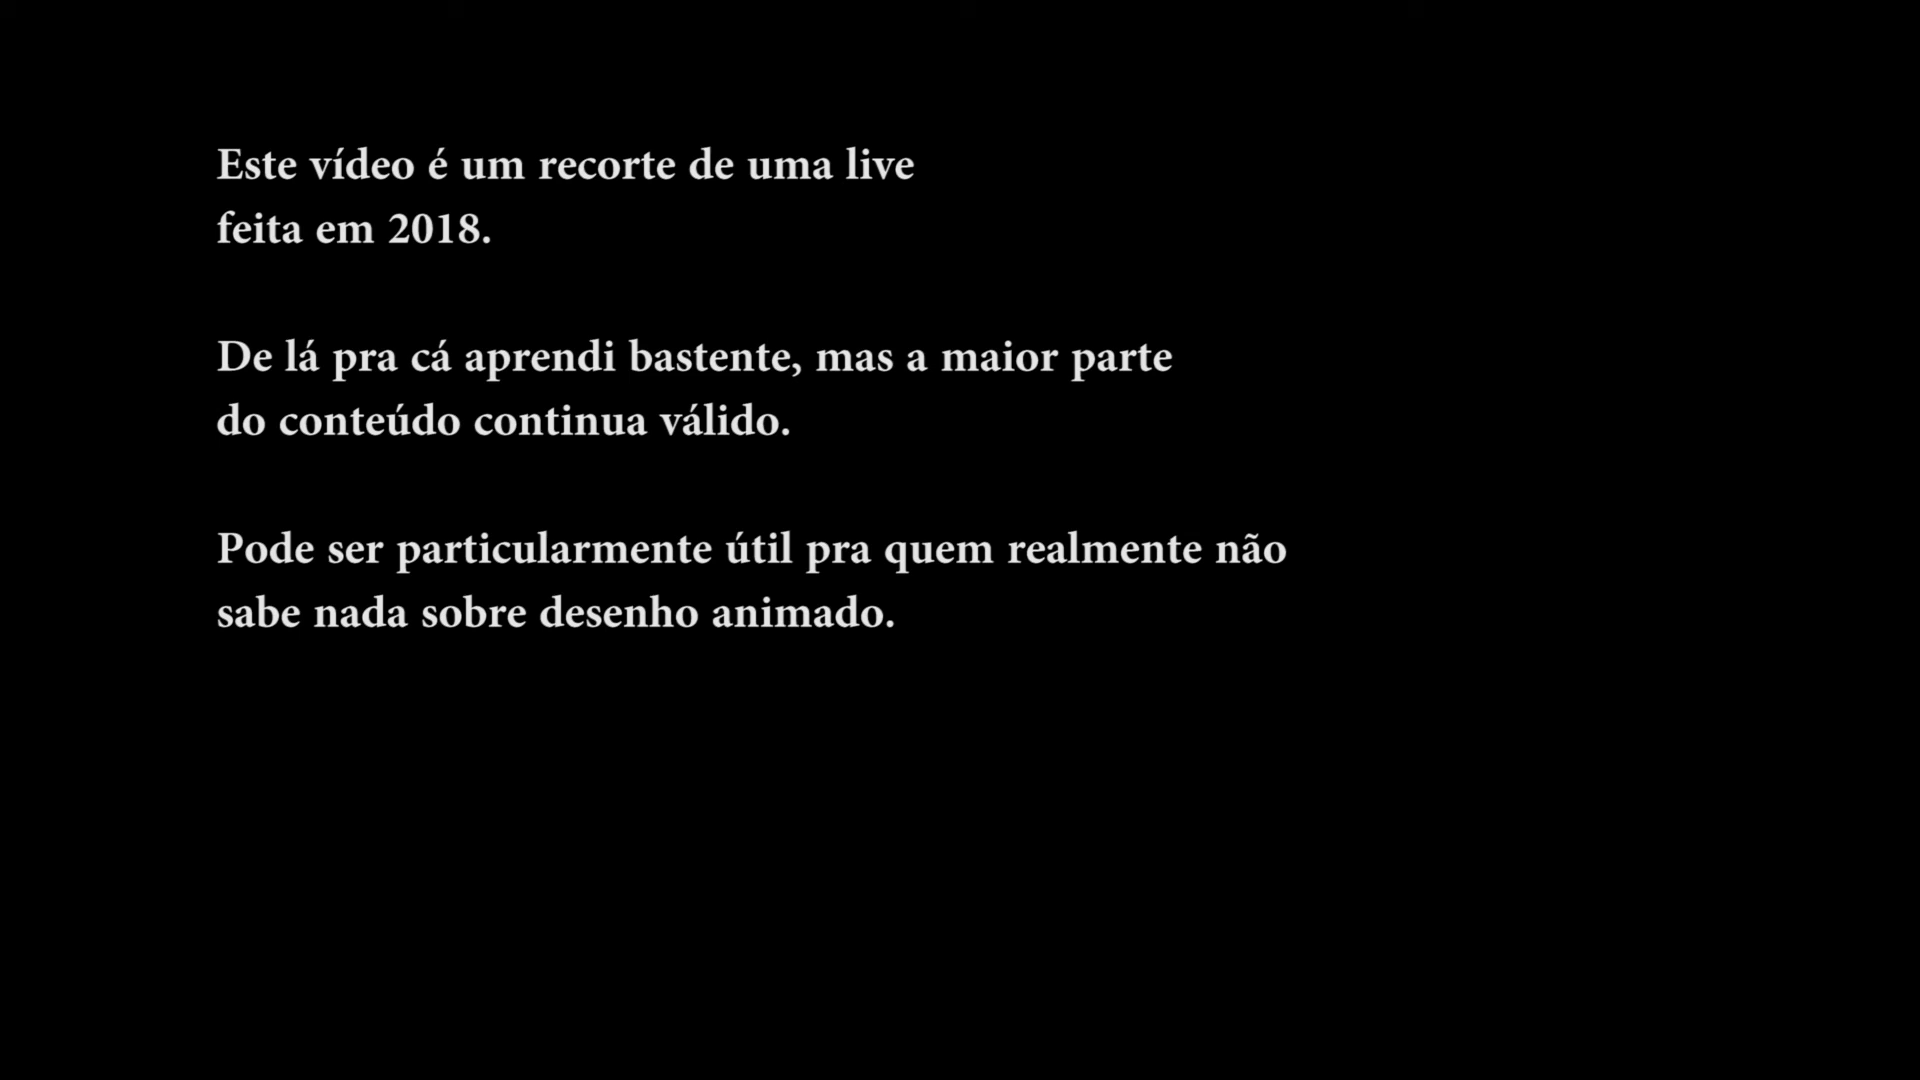 Este vídeo é um recorte de uma live
feita em 2018.
De lá pra cá aprendi bastente, mas a maior parte
do conteúdo continua válido.
Pode ser particularmente útil pra quem realmente não
sabe nada sobre desenho animado.